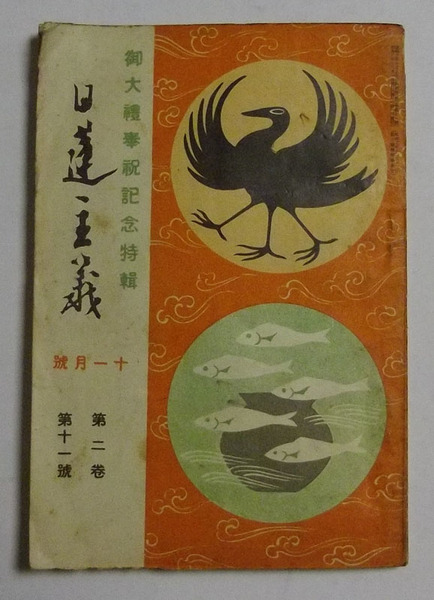 御大禮奉祝記念特輯
日蓮主義
十一月號
第二卷
第十一號